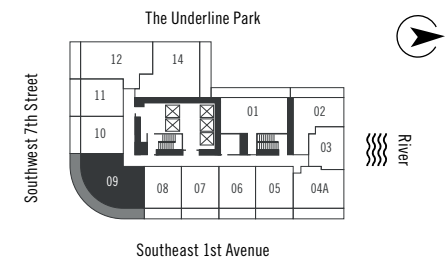 The Underline Park
Southwest 7th Street
12
14
11
01
02
10
03
River
09
08
07
06
05
04A
Southeast 1st Avenue